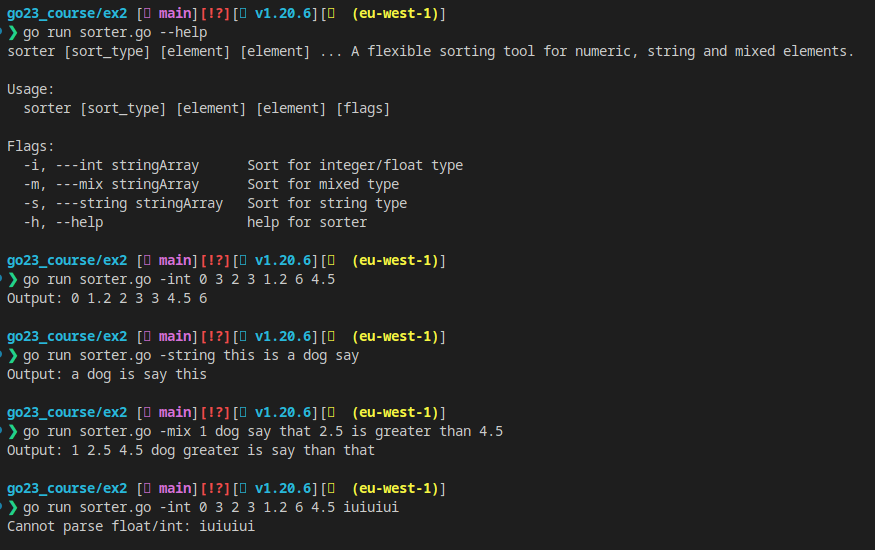 go23_course/ex2 [ main][!?][ v1.20.6][ (eu-west-1)]
❯ go run sorter.go --help
sorter [sort_type] [element] [element] ... A flexible sorting tool for numeric, string and mixed elements.
Usage:
sorter [sort_type] [element] [element] [flags]
Flags:
-i, ---int stringArray Sort for integer/float type
-m, ---mix stringArray Sort for mixed type
-s, ---string stringArray Sort for string type
-h, --help help for sorter
go23_course/ex2 [ main][!?][ v1.20.6][ (eu-west-1)]
❯ go run sorter.go -int 0 3 2 3 1.2 6 4.5
Output: 0 1.2 2 3 3 4.5 6
go23_course/ex2 [ main][!?][ v1.20.6][ (eu-west-1)]
❯ go run sorter.go -string this is a dog say
Output: a dog is say this
go23_course/ex2 [ main][!?][ v1.20.6][ (eu-west-1)]
❯ go run sorter.go -mix 1 dog say that 2.5 is greater than 4.5
Output: 1 2.5 4.5 dog greater is say than that
go23_course/ex2 [ main][!?][ v1.20.6][ (eu-west-1)]
❯ go run sorter.go -int 0 3 2 3 1.2 6 4.5 iuiuiui
Cannot parse float/int: iuiuiui